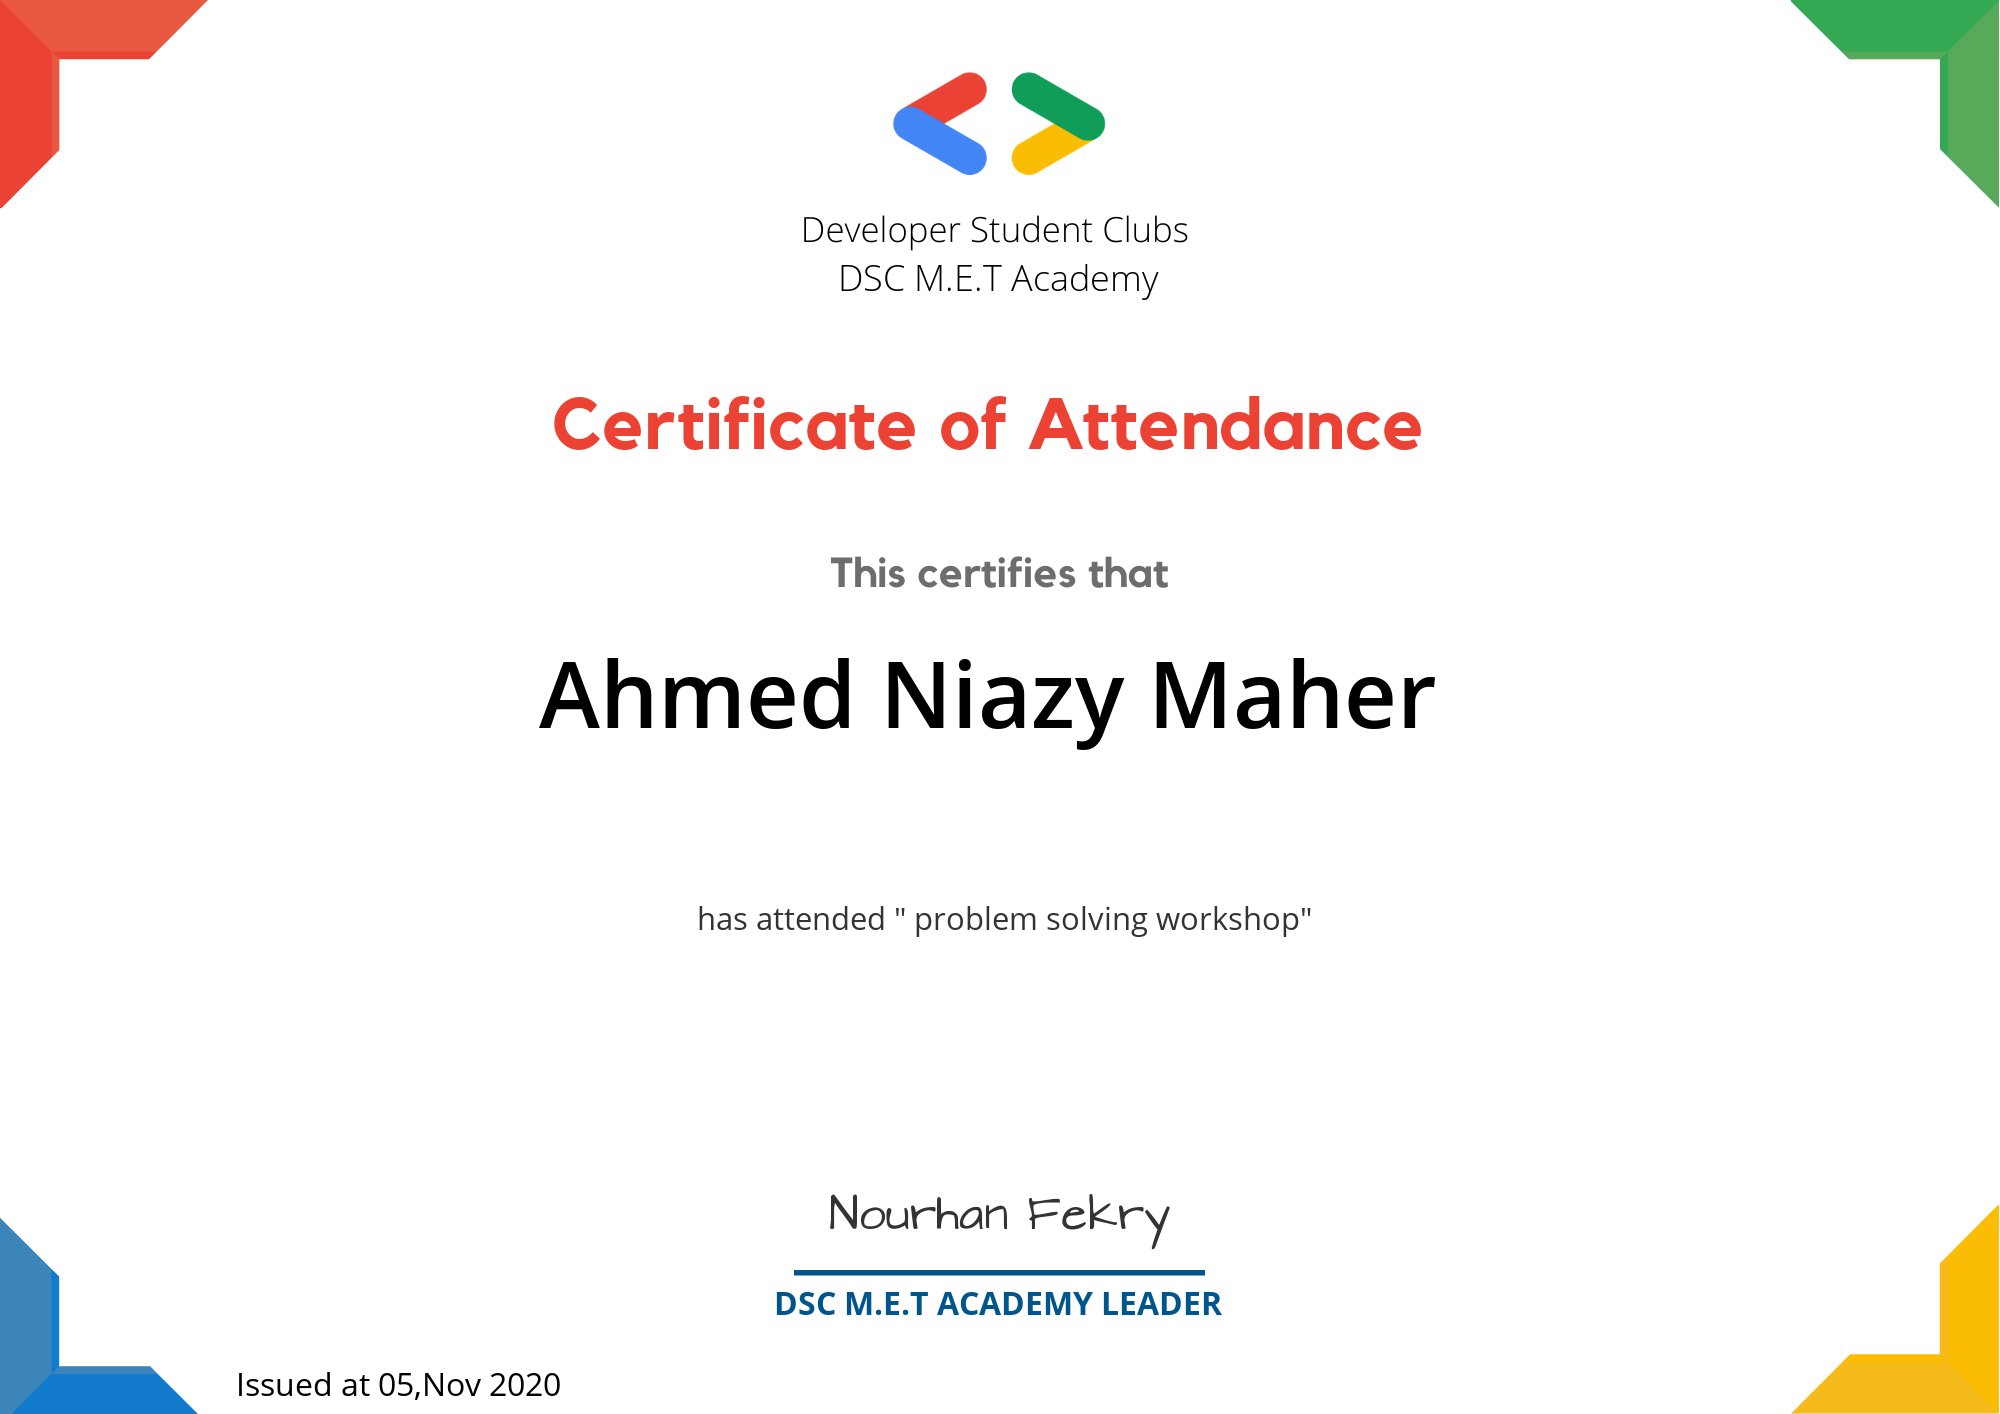 Developer Student Clubs
DSC M.E.T Academy
Certificate of Attendance
This certifies that
Ahmed Niazy Maher
has attended " problem solving workshop"
Nourhan Fekry
DSC M.E.T ACADEMY LEADER
Issued at 05,Nov 2020